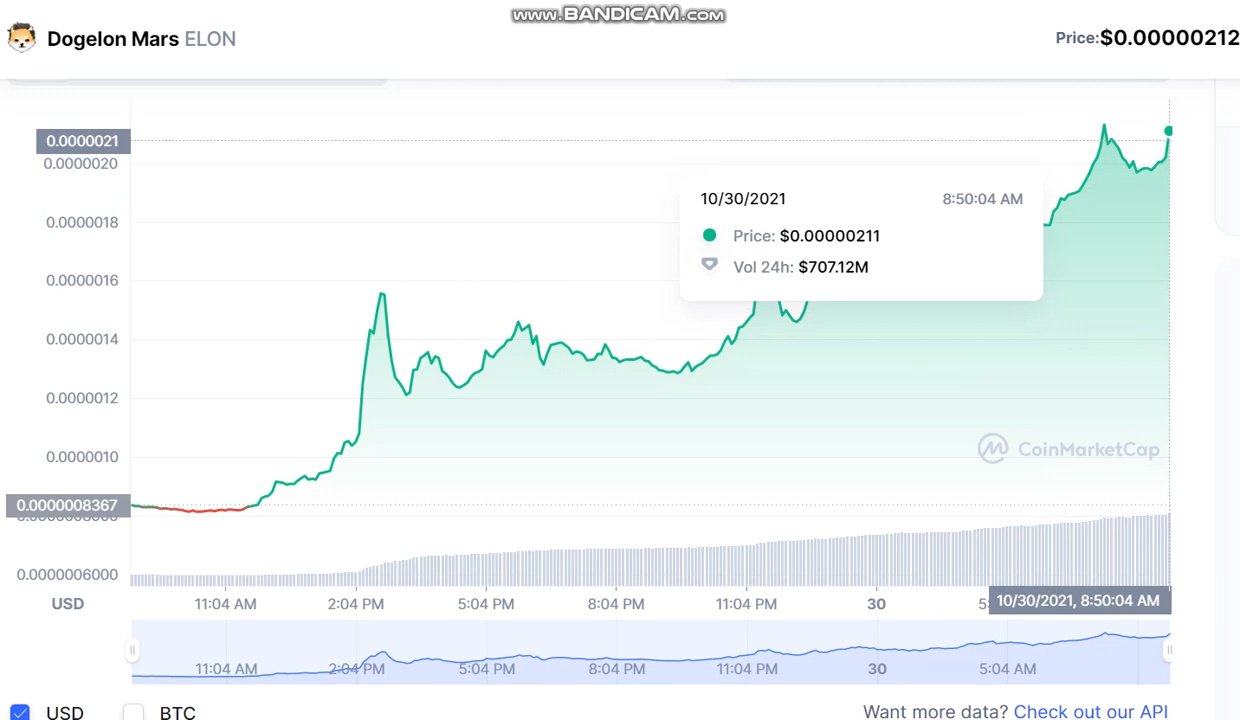 www.BANDICAM.com
Dogelon Mars ELON
Price:$0.00000212
0.0000021
0.0000020
10/30/2021 8:50:04 AM
Price: $0.00000211
Vol 24h: $707.12M
0.0000018
0.0000016
0.0000014
0.0000012
0.0000010
CoinMarketCap
0.0000008367
0.0000006000
USD 11:04 AM 2:04 PM 5:04 PM 8:04 PM 11:04 PM 30 5: 10/30/2021, 8:50:04 AM
11:04 AM 2:04 PM 5:04 PM 8:04 PM 11:04 PM 30 5:04 AM
USD BTC
Want more data? Check out our API